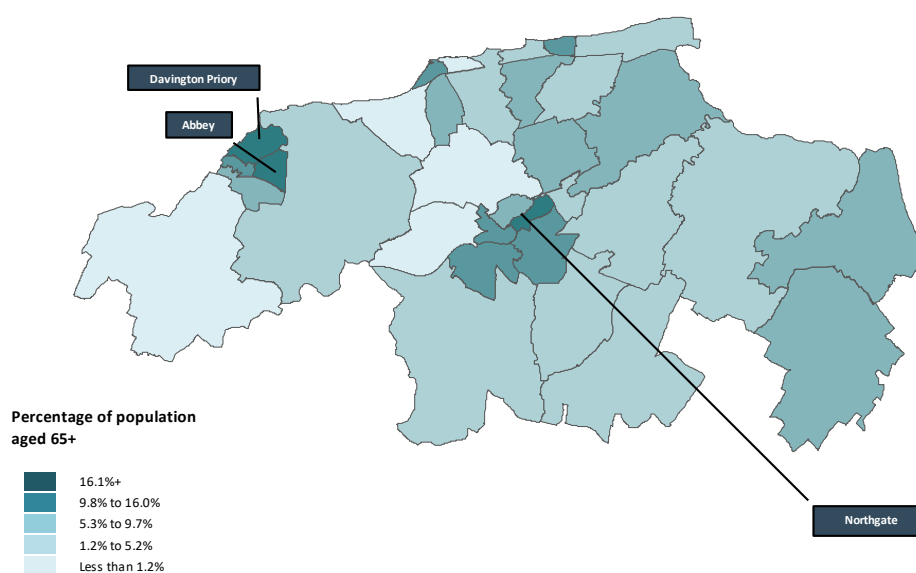 Davington Priory
Abbey
Percentage of population
aged 65+
16.1%+
9.8% to 16.0%
5.3% to 9.7%
1.2% to 5.2%
Less than 1.2%
Northgate